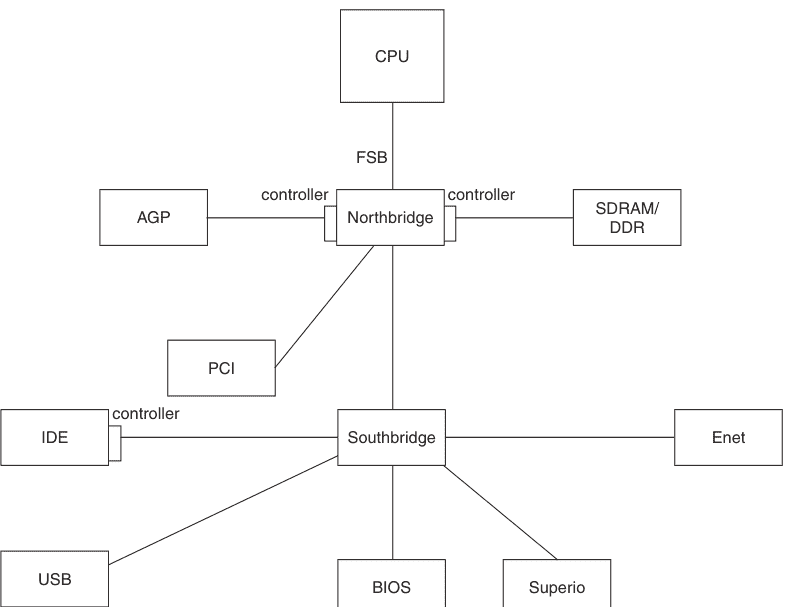 CPU
FSB
controller
controller
AGP
Northbridge
SDRAM/
DDR
PCI
controller
IDE
Southbridge
Enet
USB
BIOS
Superio